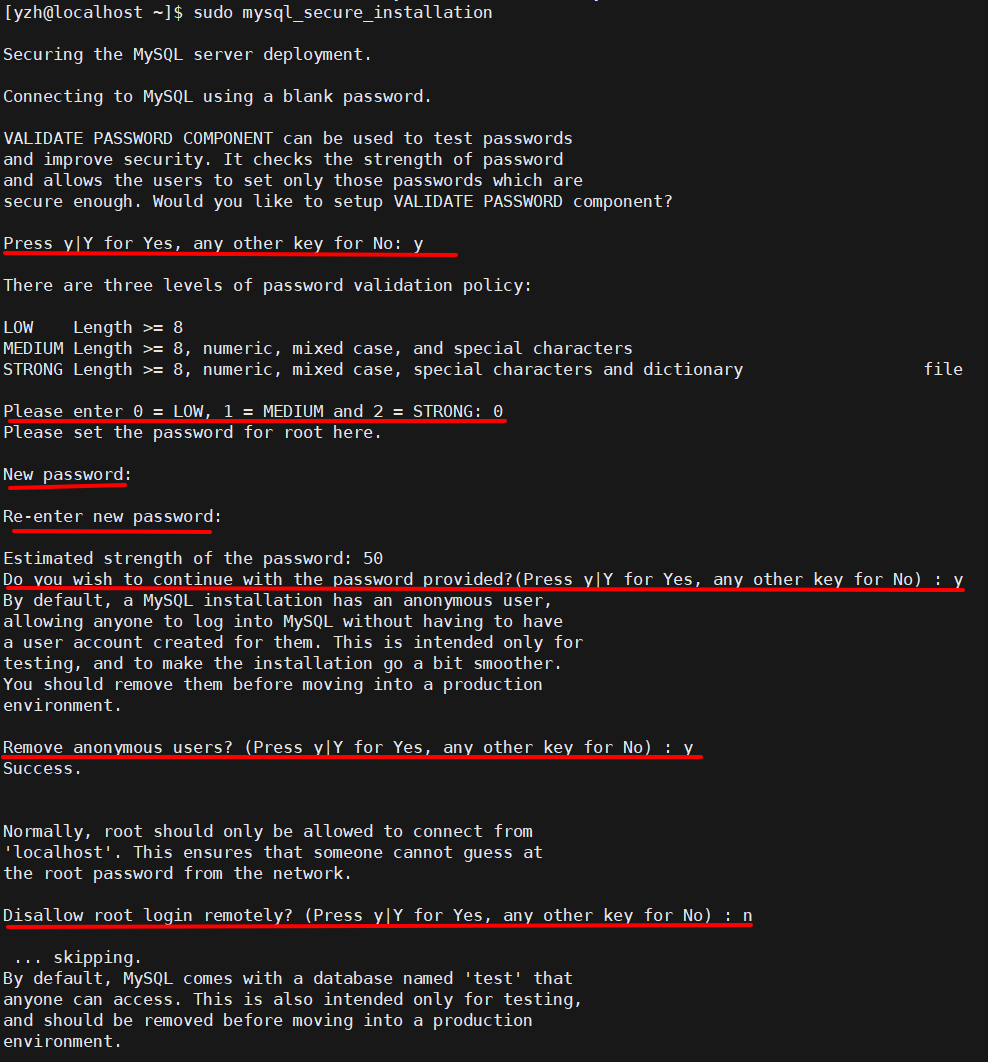 [yzh@localhost ~]$ sudo mysql_secure_installation
Securing the MySQL server deployment.
Connecting to MySQL using a blank password.
VALIDATE PASSWORD COMPONENT can be used to test passwords
and improve security. It checks the strength of password
and allows the users to set only those passwords which are
secure enough. Would you like to setup VALIDATE PASSWORD component?
Press y|Y for Yes, any other key for No: y
There are three levels of password validation policy:
LOW    Length >= 8
MEDIUM Length >= 8, numeric, mixed case, and special characters
STRONG Length >= 8, numeric, mixed case, special characters and dictionary                  file
Please enter 0 = LOW, 1 = MEDIUM and 2 = STRONG: 0
Please set the password for root here.
New password:
Re-enter new password:
Estimated strength of the password: 50
Do you wish to continue with the password provided?(Press y|Y for Yes, any other key for No) : y
By default, a MySQL installation has an anonymous user,
allowing anyone to log into MySQL without having to have
a user account created for them. This is intended only for
testing, and to make the installation go a bit smoother.
You should remove them before moving into a production
environment.
Remove anonymous users? (Press y|Y for Yes, any other key for No) : y
Success.
Normally, root should only be allowed to connect from
'localhost'. This ensures that someone cannot guess at
the root password from the network.
Disallow root login remotely? (Press y|Y for Yes, any other key for No) : n
 ... skipping.
By default, MySQL comes with a database named 'test' that
anyone can access. This is also intended only for testing,
and should be removed before moving into a production
environment.